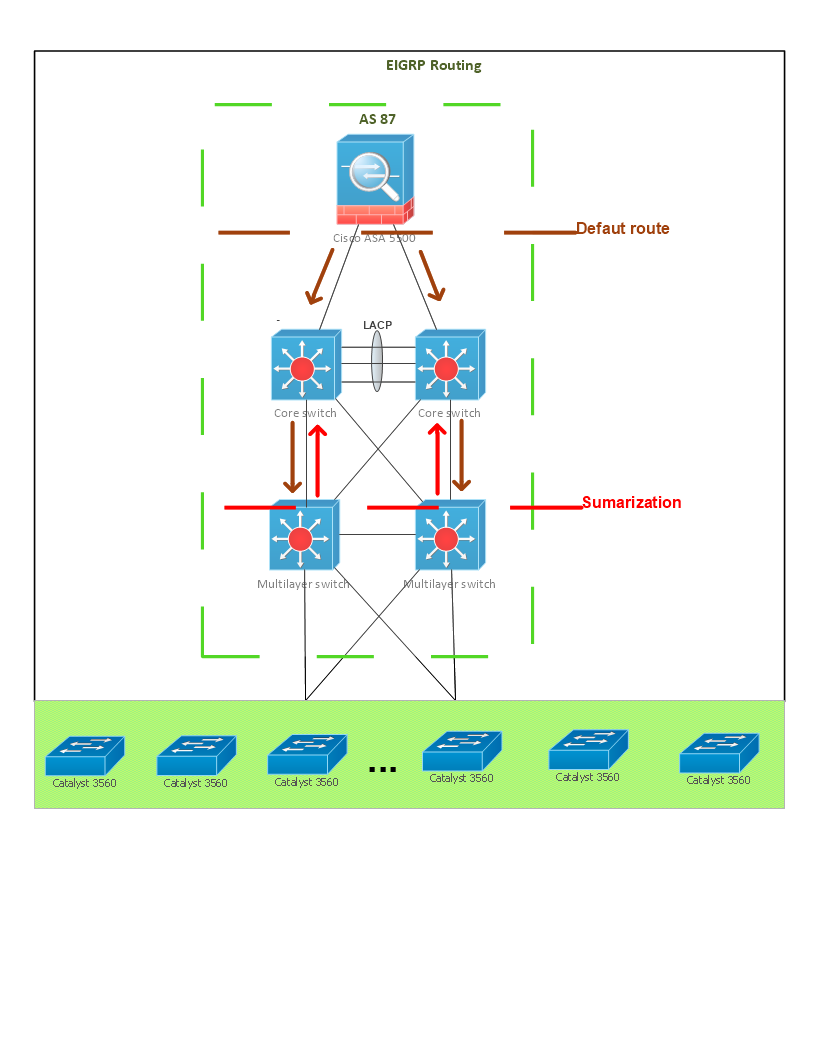 EIGRP Routing
AS 87
Cisco ASA 5500
Defaut route
-
LACP
Core switch
Core switch
Sumarization
Multilayer switch
Multilayer switch
...
Catalyst 3560
Catalyst 3560
Catalyst 3560
Catalyst 3560
Catalyst 3560
Catalyst 3560